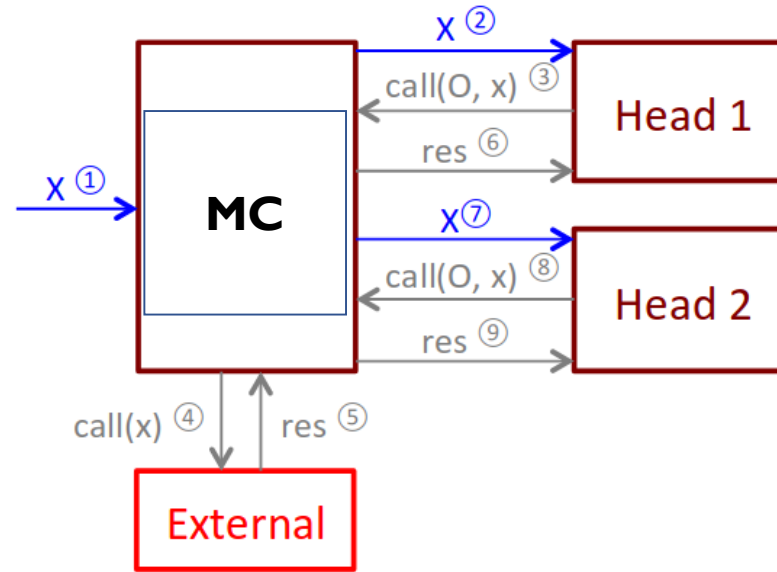 X ②
call(O, x) ③
Head 1
res ⑥
X ①
MC
X⑦
call(O, x) ⑧
Head 2
res ⑨
call(x) ④
res ⑤
External